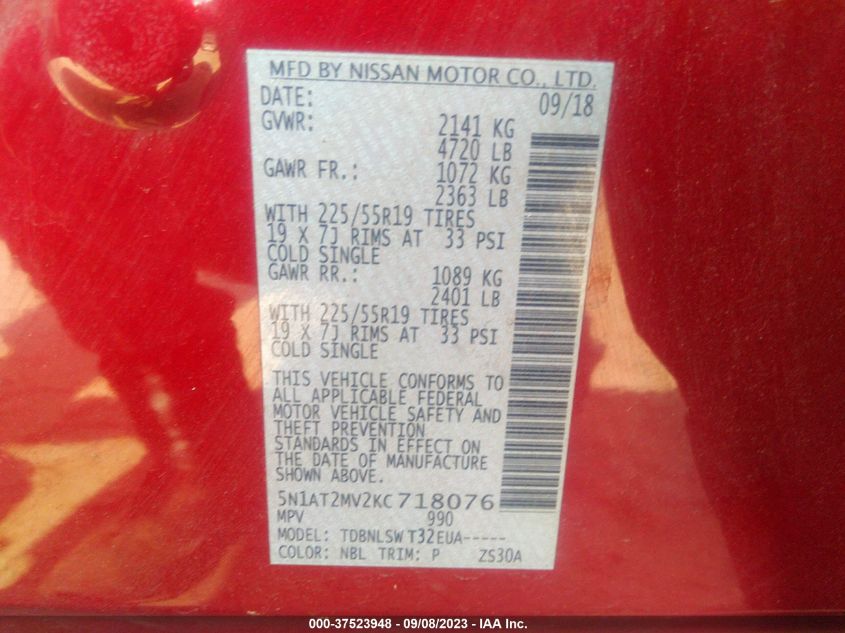 MFD BY NISSAN MOTOR CO., LTD.
DATE: 09/18
GVWR: 2141 KG
4720 LB
GAWR FR.: 1072 KG
2363 LB
WITH 225/55R19 TIRES
19 X 7J RIMS AT 33 PSI
COLD SINGLE
GAWR RR.: 1089 KG
2401 LB
WITH 225/55R19 TIRES
19 X 7J RIMS AT 33 PSI
COLD SINGLE
THIS VEHICLE CONFORMS TO
ALL APPLICABLE FEDERAL
MOTOR VEHICLE SAFETY AND
THEFT PREVENTION
STANDARDS IN EFFECT ON
THE DATE OF MANUFACTURE
SHOWN ABOVE.
5N1AT2MV2KC718076
MPV 990
MODEL: TDBNLSWT32EUA-----
COLOR: NBL TRIM: P ZS30A
000-37523948 - 09/08/2023 - IAA Inc.